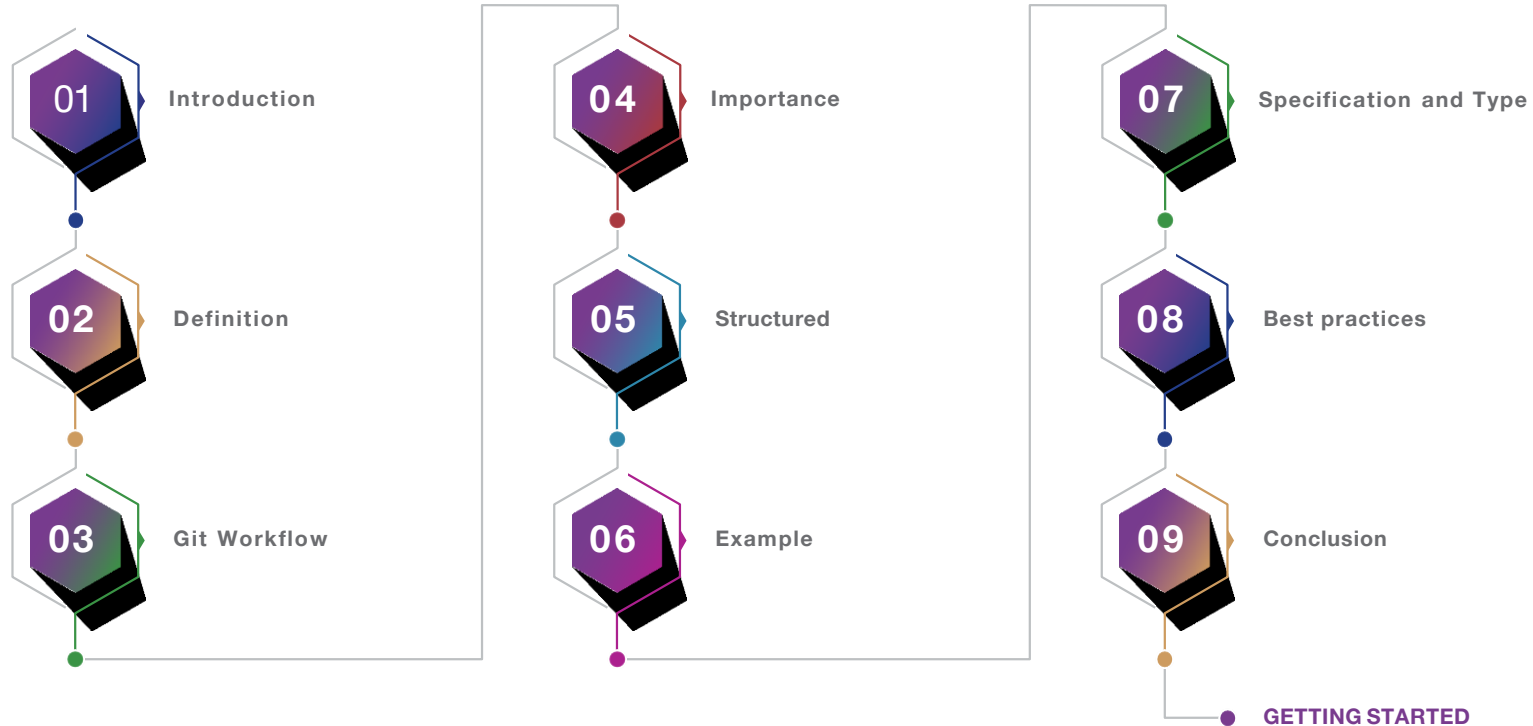 01 Introduction
02 Definition
03 Git Workflow
04 Importance
05 Structured
06 Example
07 Specification and Type
08 Best practices
09 Conclusion
GETTING STARTED